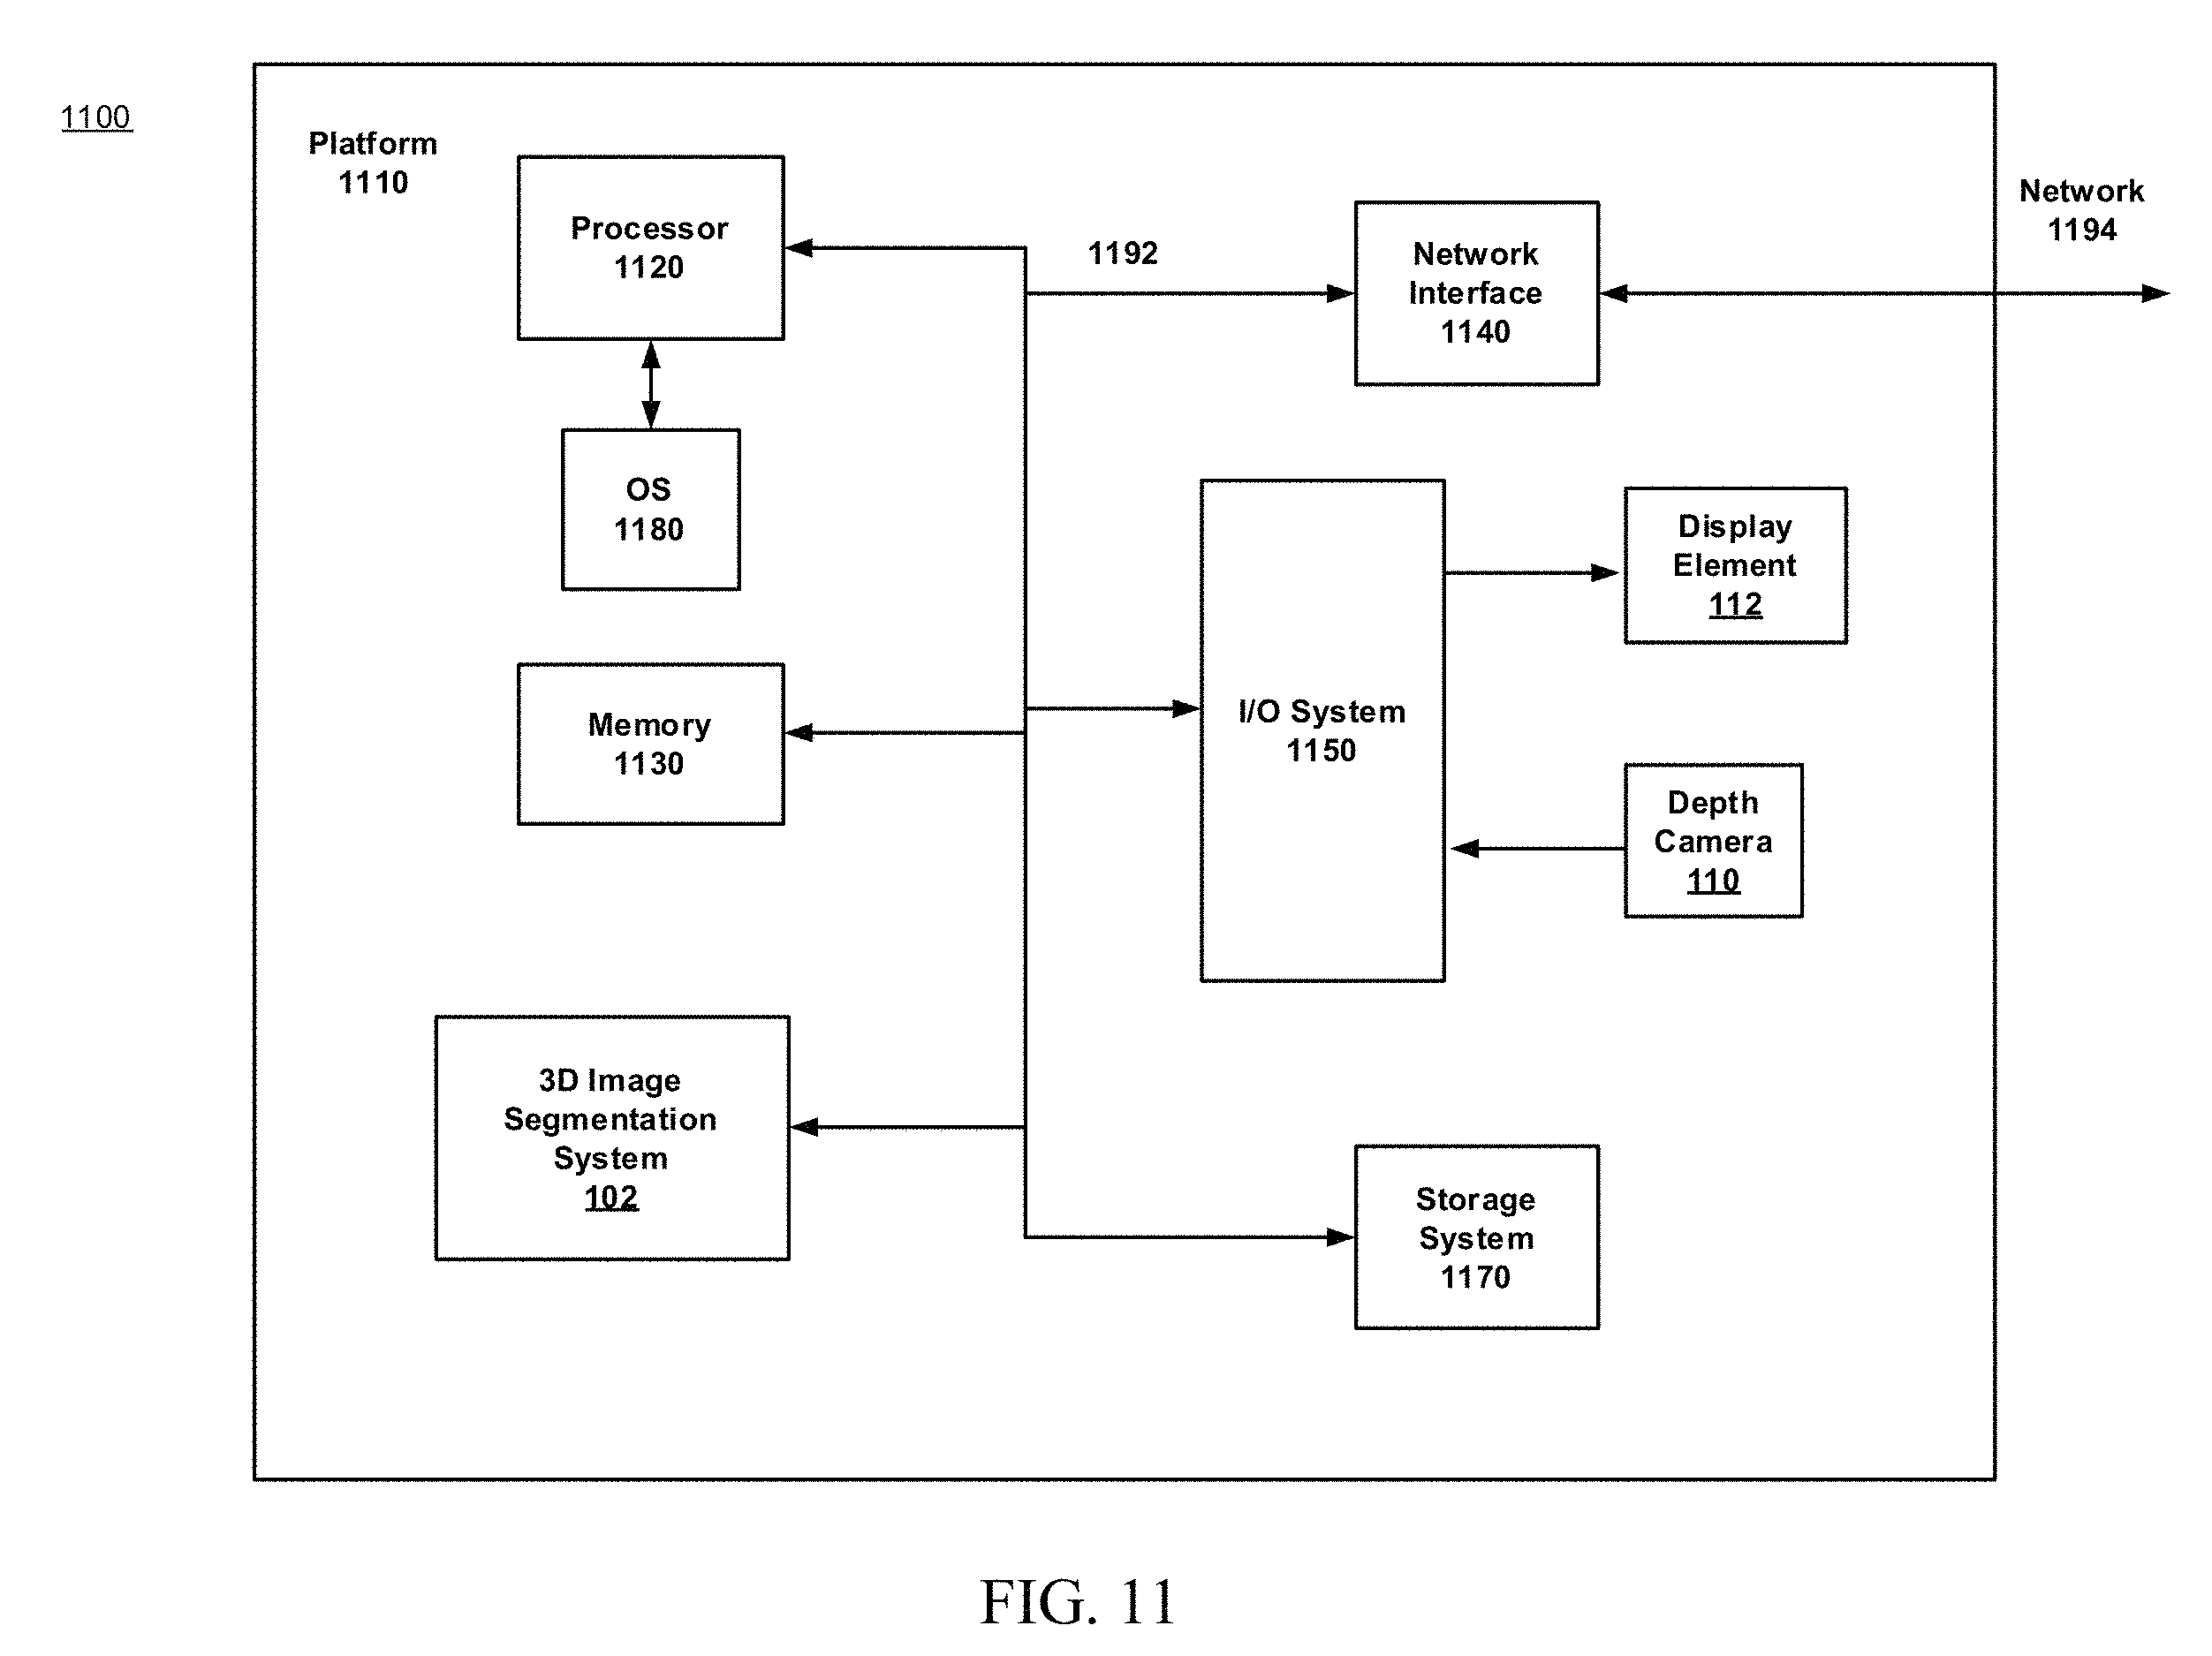 1100
Platform
1110
Processor
1120
1192
Network
Interface
1140
Network
1194
OS
1180
Display
Element
112
Memory
1130
I/O System
1150
Depth
Camera
110
3D Image
Segmentation
System
102
Storage
System
1170
FIG. 11